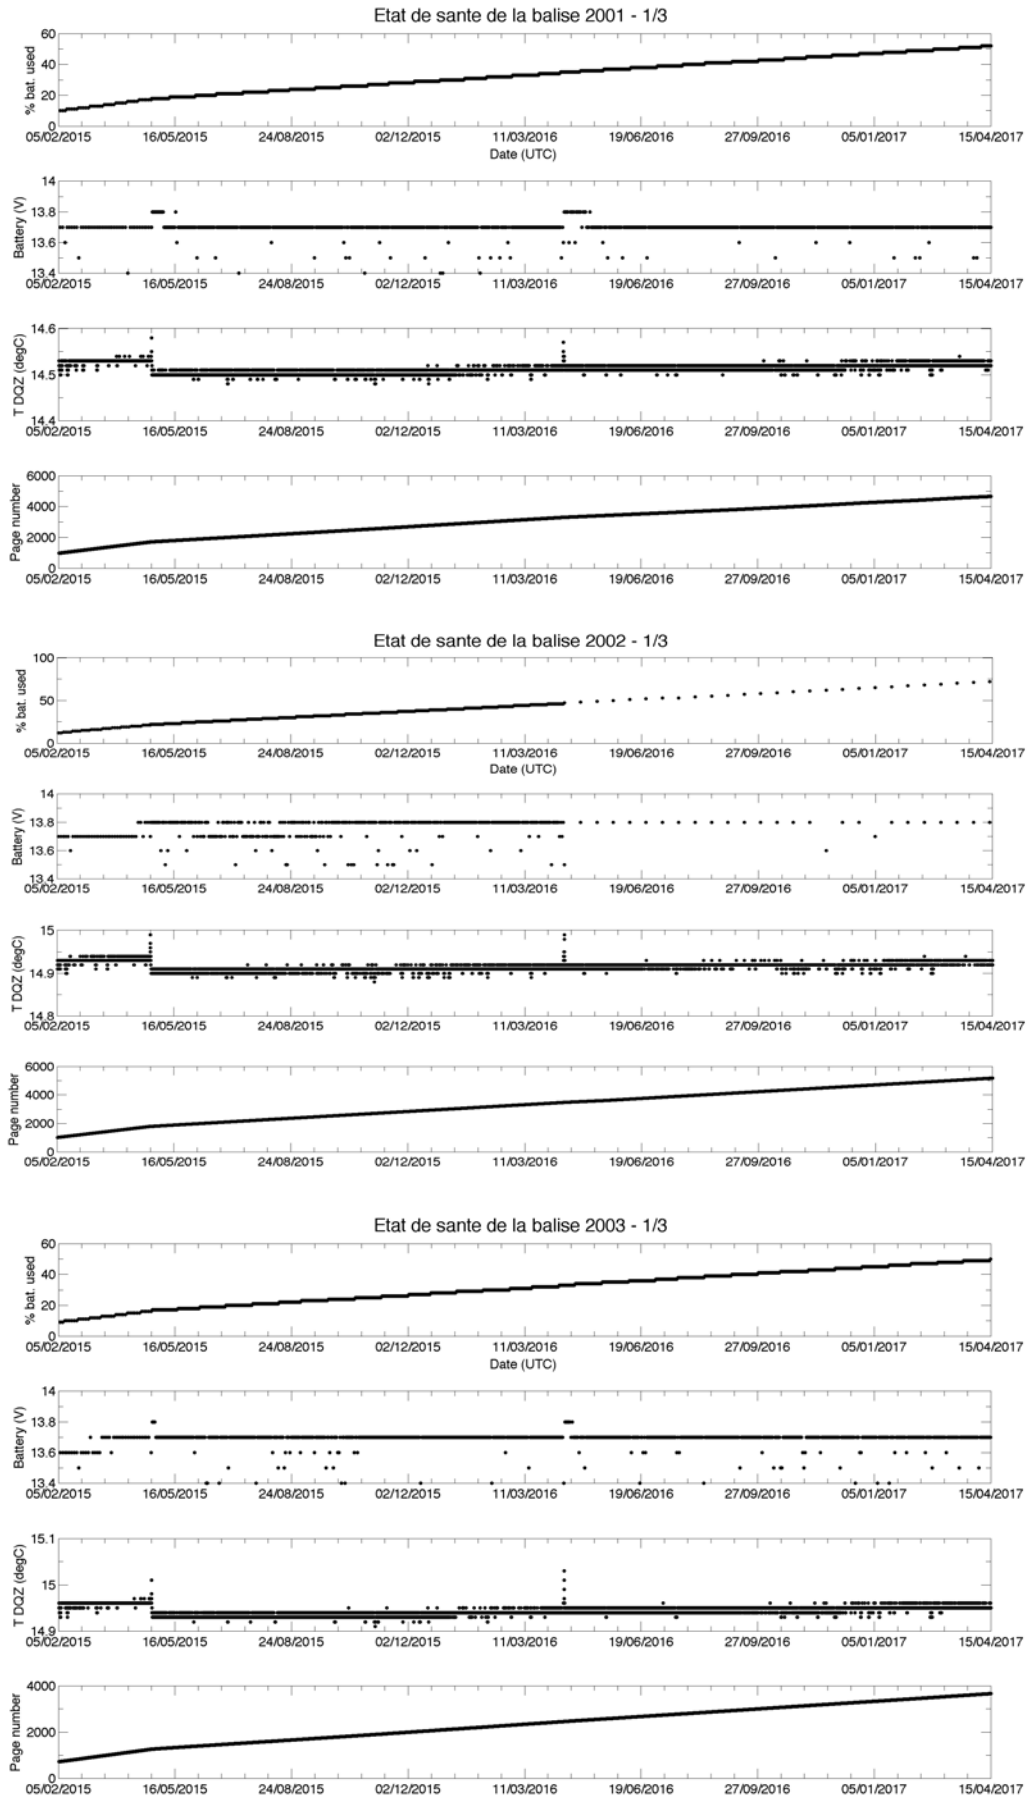 Etat de sante de la balise 2001 - 1/3
% bat. used
60
40
20
0
05/02/2015 16/05/2015 24/08/2015 02/12/2015 11/03/2016 19/06/2016 27/09/2016 05/01/2017 15/04/2017
Date (UTC)
Battery (V)
14
13.8
13.6
13.4
05/02/2015 16/05/2015 24/08/2015 02/12/2015 11/03/2016 19/06/2016 27/09/2016 05/01/2017 15/04/2017
T DQZ (degC)
14.6
14.5
14.4
05/02/2015 16/05/2015 24/08/2015 02/12/2015 11/03/2016 19/06/2016 27/09/2016 05/01/2017 15/04/2017
Page number
6000
4000
2000
0
05/02/2015 16/05/2015 24/08/2015 02/12/2015 11/03/2016 19/06/2016 27/09/2016 05/01/2017 15/04/2017
Etat de sante de la balise 2002 - 1/3
% bat. used
100
50
0
05/02/2015 16/05/2015 24/08/2015 02/12/2015 11/03/2016 19/06/2016 27/09/2016 05/01/2017 15/04/2017
Date (UTC)
Battery (V)
14
13.8
13.6
13.4
05/02/2015 16/05/2015 24/08/2015 02/12/2015 11/03/2016 19/06/2016 27/09/2016 05/01/2017 15/04/2017
T DQZ (degC)
15
14.9
14.8
05/02/2015 16/05/2015 24/08/2015 02/12/2015 11/03/2016 19/06/2016 27/09/2016 05/01/2017 15/04/2017
Page number
6000
4000
2000
0
05/02/2015 16/05/2015 24/08/2015 02/12/2015 11/03/2016 19/06/2016 27/09/2016 05/01/2017 15/04/2017
Etat de sante de la balise 2003 - 1/3
% bat. used
60
40
20
0
05/02/2015 16/05/2015 24/08/2015 02/12/2015 11/03/2016 19/06/2016 27/09/2016 05/01/2017 15/04/2017
Date (UTC)
Battery (V)
14
13.8
13.6
13.4
05/02/2015 16/05/2015 24/08/2015 02/12/2015 11/03/2016 19/06/2016 27/09/2016 05/01/2017 15/04/2017
T DQZ (degC)
15.1
15
14.9
05/02/2015 16/05/2015 24/08/2015 02/12/2015 11/03/2016 19/06/2016 27/09/2016 05/01/2017 15/04/2017
Page number
4000
2000
0
05/02/2015 16/05/2015 24/08/2015 02/12/2015 11/03/2016 19/06/2016 27/09/2016 05/01/2017 15/04/2017